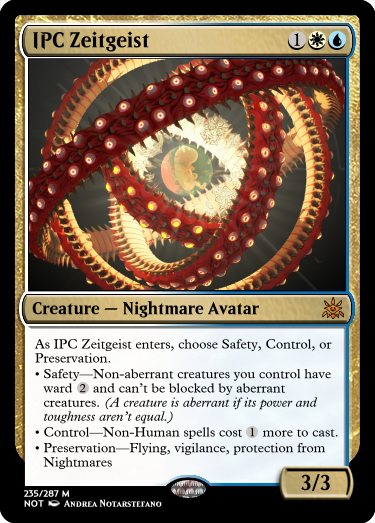 IPC Zeitgeist 1
Creature — Nightmare Avatar
As IPC Zeitgeist enters, choose Safety, Control, or
Preservation.
• Safety—Non-aberrant creatures you control have
ward 2 and can't be blocked by aberrant
creatures. (A creature is aberrant if its power and
toughness aren't equal.)
• Control—Non-Human spells cost 1 more to cast.
• Preservation—Flying, vigilance, protection from
Nightmares
3/3
235/287 M
NOT Andrea Notarstefano